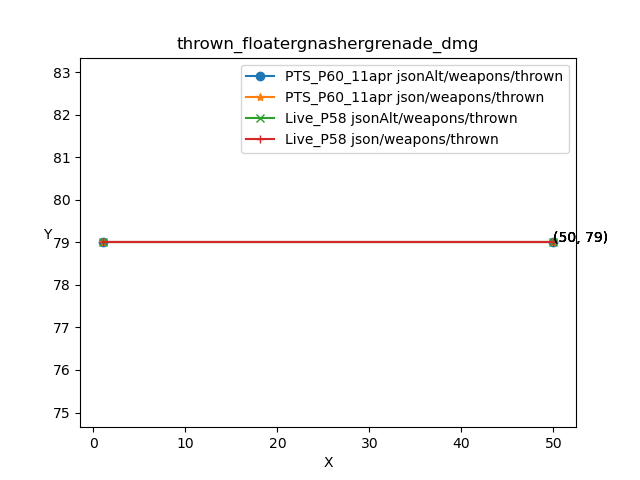 thrown_floatergnashergrenade_dmg
PTS_P60_11apr jsonAlt/weapons/thrown
PTS_P60_11apr json/weapons/thrown
Live_P58 jsonAlt/weapons/thrown
Live_P58 json/weapons/thrown
83
82
81
80
79
78
77
76
75
Y
(50, 79)
0 10 20 30 40 50
X